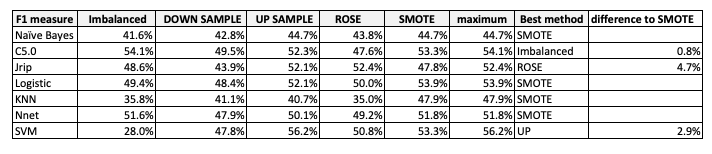 F1 measure Imbalanced DOWN SAMPLE UP SAMPLE ROSE SMOTE maximum Best method difference to SMOTE
Naïve Bayes 41.6% 42.8% 44.7% 43.8% 44.7% 44.7% SMOTE
C5.0 54.1% 49.5% 52.3% 47.6% 53.3% 54.1% Imbalanced 0.8%
Jrip 48.6% 43.9% 52.1% 52.4% 47.8% 52.4% ROSE 4.7%
Logistic 49.4% 48.4% 52.1% 50.0% 53.9% 53.9% SMOTE
KNN 35.8% 41.1% 40.7% 35.0% 47.9% 47.9% SMOTE
Nnet 51.6% 47.9% 50.1% 49.2% 51.8% 51.8% SMOTE
SVM 28.0% 47.8% 56.2% 50.8% 53.3% 56.2% UP 2.9%